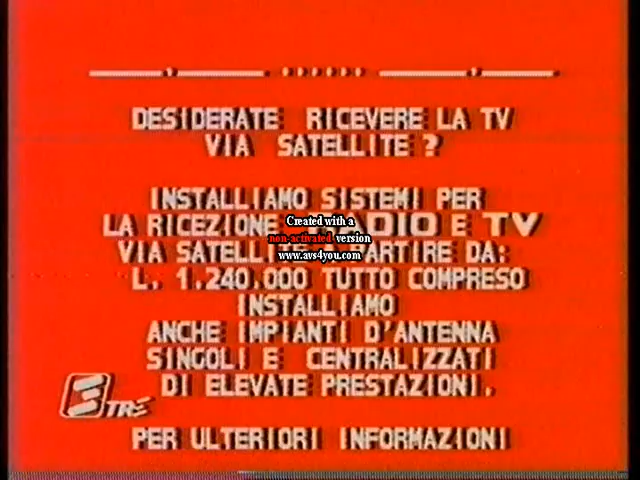 DESIDERATE RICEVERE LA TV
VIA SATELLITE ?
INSTALLIAMO SISTEMI PER
LA RICEZIONE RADIO E TV
Created with a
non-activated version
www.avs4you.com
VIA SATELLITE A PARTIRE DA:
L. 1.240.000 TUTTO COMPRESO
INSTALLIAMO
ANCHE IMPIANTI D'ANTENNA
SINGOLI E CENTRALIZZATI
DI ELEVATE PRESTAZIONI.
TRE
PER ULTERIORI INFORMAZIONI